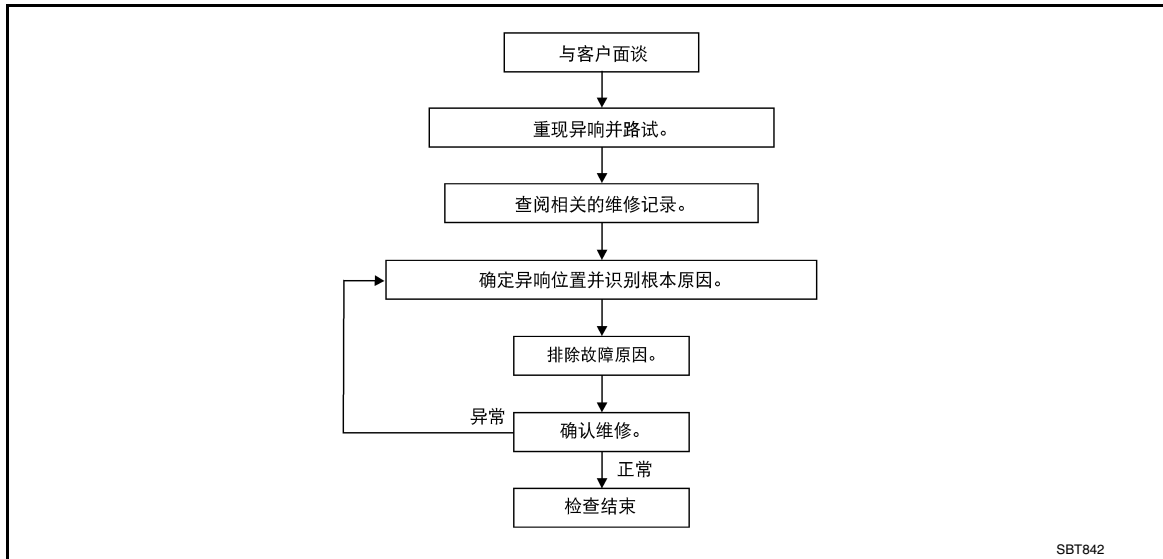 与客户面谈
重现异响并路试。
查阅相关的维修记录。
确定异响位置并识别根本原因。
排除故障原因。
异常
确认维修。
正常
检查结束
SBT842